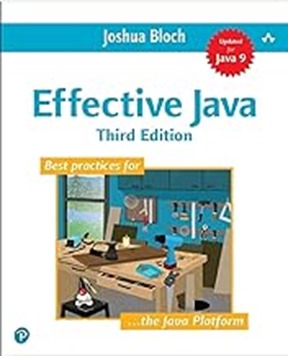 Joshua Bloch
Updated
for
Java 9
Effective Java
Third Edition
Best practices for
...the Java Platform
P